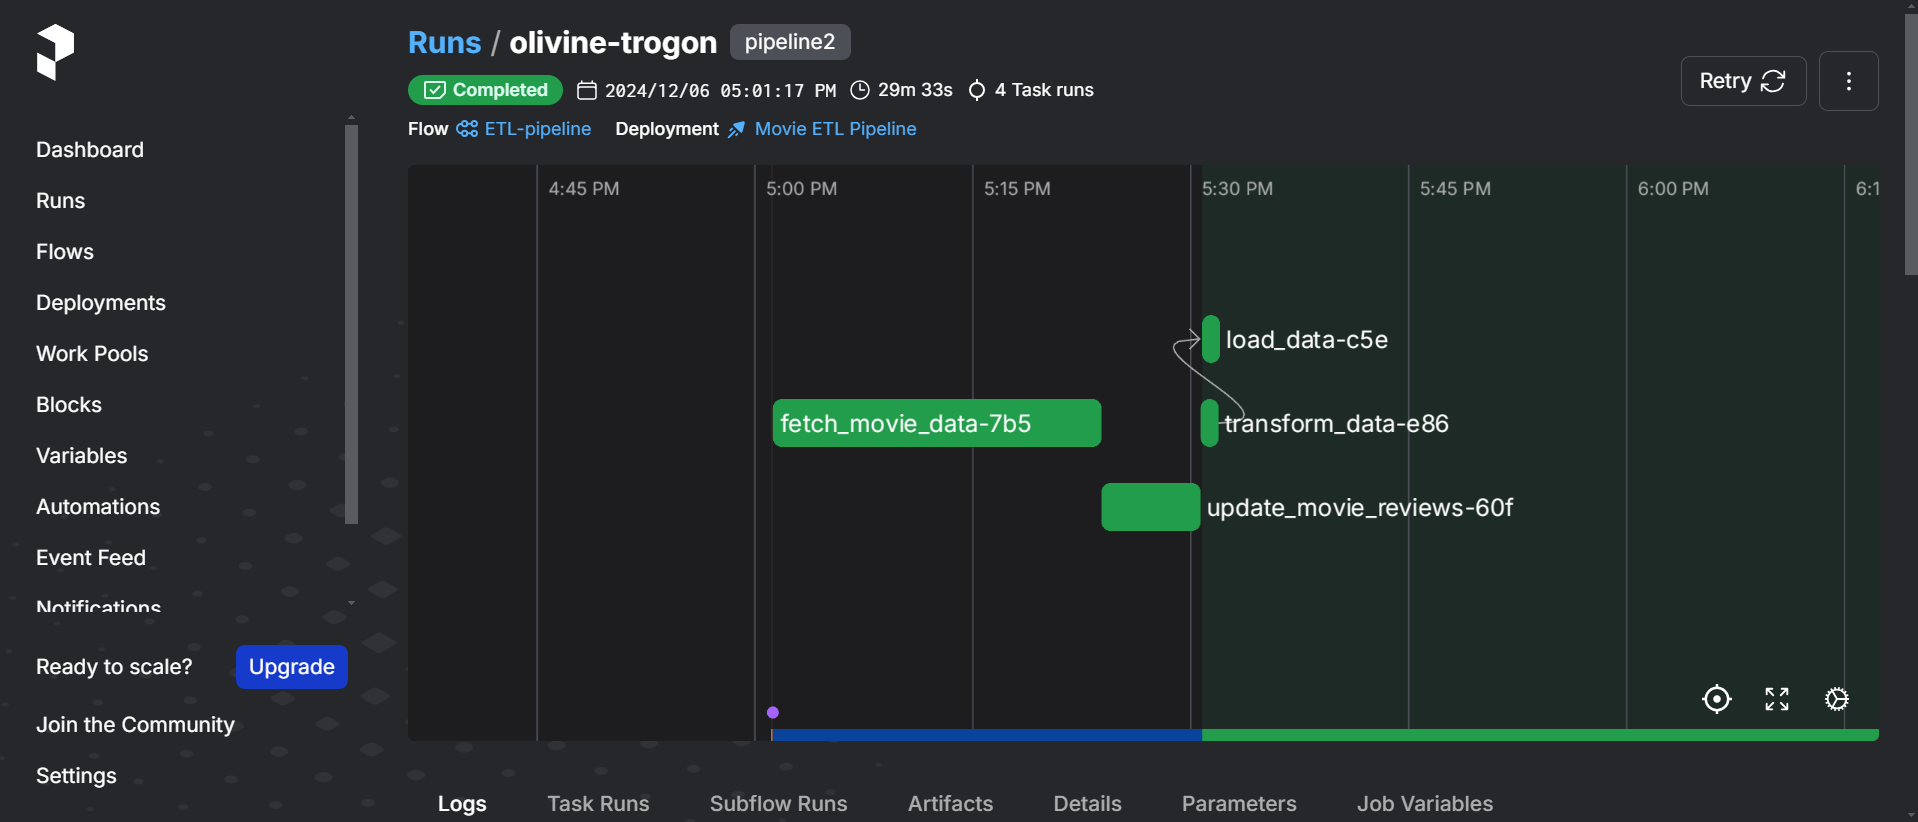 Runs / olivine-trogon pipeline2
Completed 2024/12/06 05:01:17 PM 29m 33s 4 Task runs
Flow ETL-pipeline Deployment Movie ETL Pipeline
Retry
Dashboard
Runs
Flows
Deployments
Work Pools
Blocks
Variables
Automations
Event Feed
Notifications
Ready to scale? Upgrade
Join the Community
Settings
4:45 PM 5:00 PM 5:15 PM 5:30 PM 5:45 PM 6:00 PM 6:1
load_data-c5e
fetch_movie_data-7b5 transform_data-e86
update_movie_reviews-60f
Logs Task Runs Subflow Runs Artifacts Details Parameters Job Variables